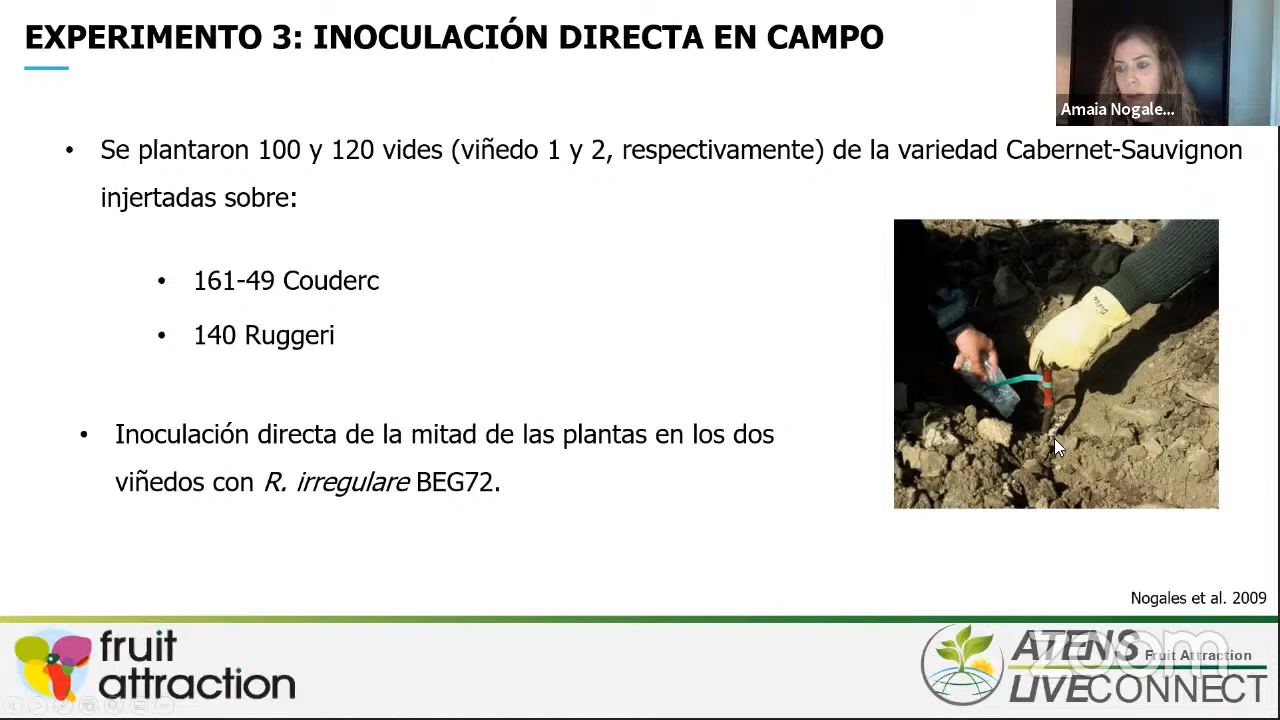 EXPERIMENTO 3: INOCULACIÓN DIRECTA EN CAMPO
Amaia Nogale...
• Se plantaron 100 y 120 vides (viñedo 1 y 2, respectivamente) de la variedad Cabernet-Sauvignon
injertadas sobre:
• 161-49 Couderc
• 140 Ruggeri
• Inoculación directa de la mitad de las plantas en los dos
viñedos con R. irregulare BEG72.
Nogales et al. 2009
fruit
attraction
ATENS Fruit Attraction
LIVECONNECT
zoom